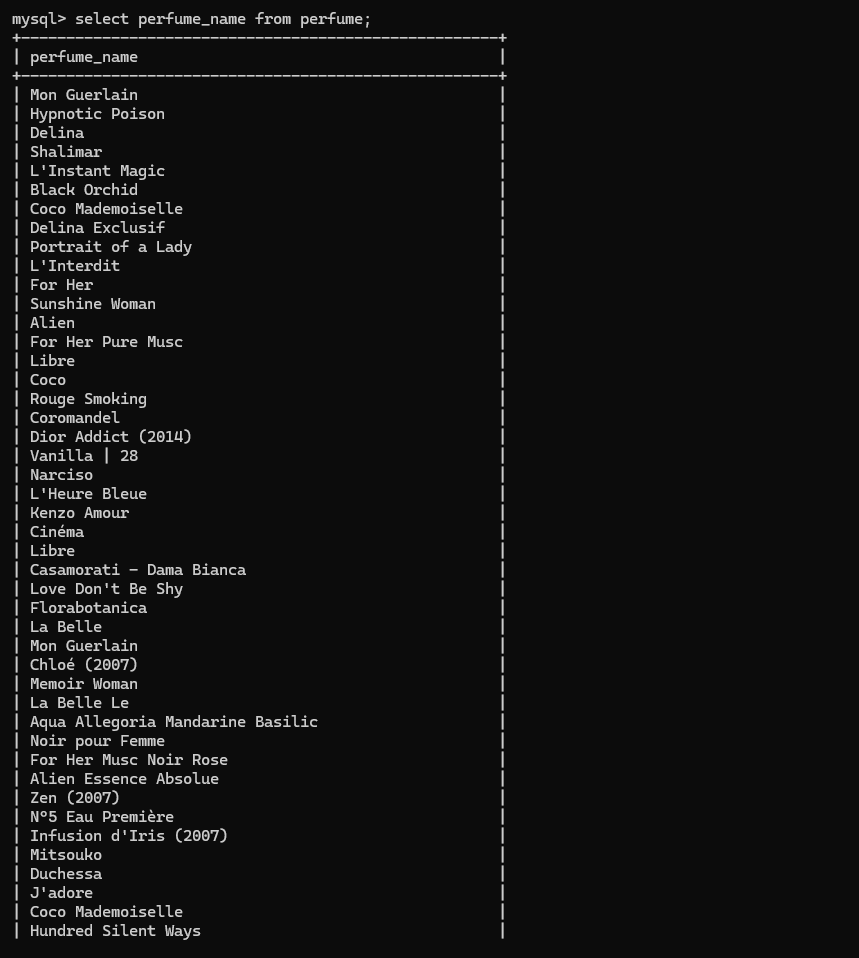 mysql> select perfume_name from perfume;
+-----------------------------------------------------+
| perfume_name                                        |
+-----------------------------------------------------+
| Mon Guerlain                                        |
| Hypnotic Poison                                     |
| Delina                                              |
| Shalimar                                            |
| L'Instant Magic                                     |
| Black Orchid                                        |
| Coco Mademoiselle                                   |
| Delina Exclusif                                     |
| Portrait of a Lady                                  |
| L'Interdit                                          |
| For Her                                             |
| Sunshine Woman                                      |
| Alien                                               |
| For Her Pure Musc                                   |
| Libre                                               |
| Coco                                                |
| Rouge Smoking                                       |
| Coromandel                                          |
| Dior Addict (2014)                                  |
| Vanilla | 28                                        |
| Narciso                                             |
| L'Heure Bleue                                       |
| Kenzo Amour                                         |
| Cinéma                                              |
| Libre                                               |
| Casamorati - Dama Bianca                            |
| Love Don't Be Shy                                   |
| Florabotanica                                       |
| La Belle                                            |
| Mon Guerlain                                        |
| Chloé (2007)                                        |
| Memoir Woman                                        |
| La Belle Le                                         |
| Aqua Allegoria Mandarine Basilic                    |
| Noir pour Femme                                     |
| For Her Musc Noir Rose                              |
| Alien Essence Absolue                               |
| Zen (2007)                                          |
| N°5 Eau Première                                    |
| Infusion d'Iris (2007)                              |
| Mitsouko                                            |
| Duchessa                                            |
| J'adore                                             |
| Coco Mademoiselle                                   |
| Hundred Silent Ways                                 |